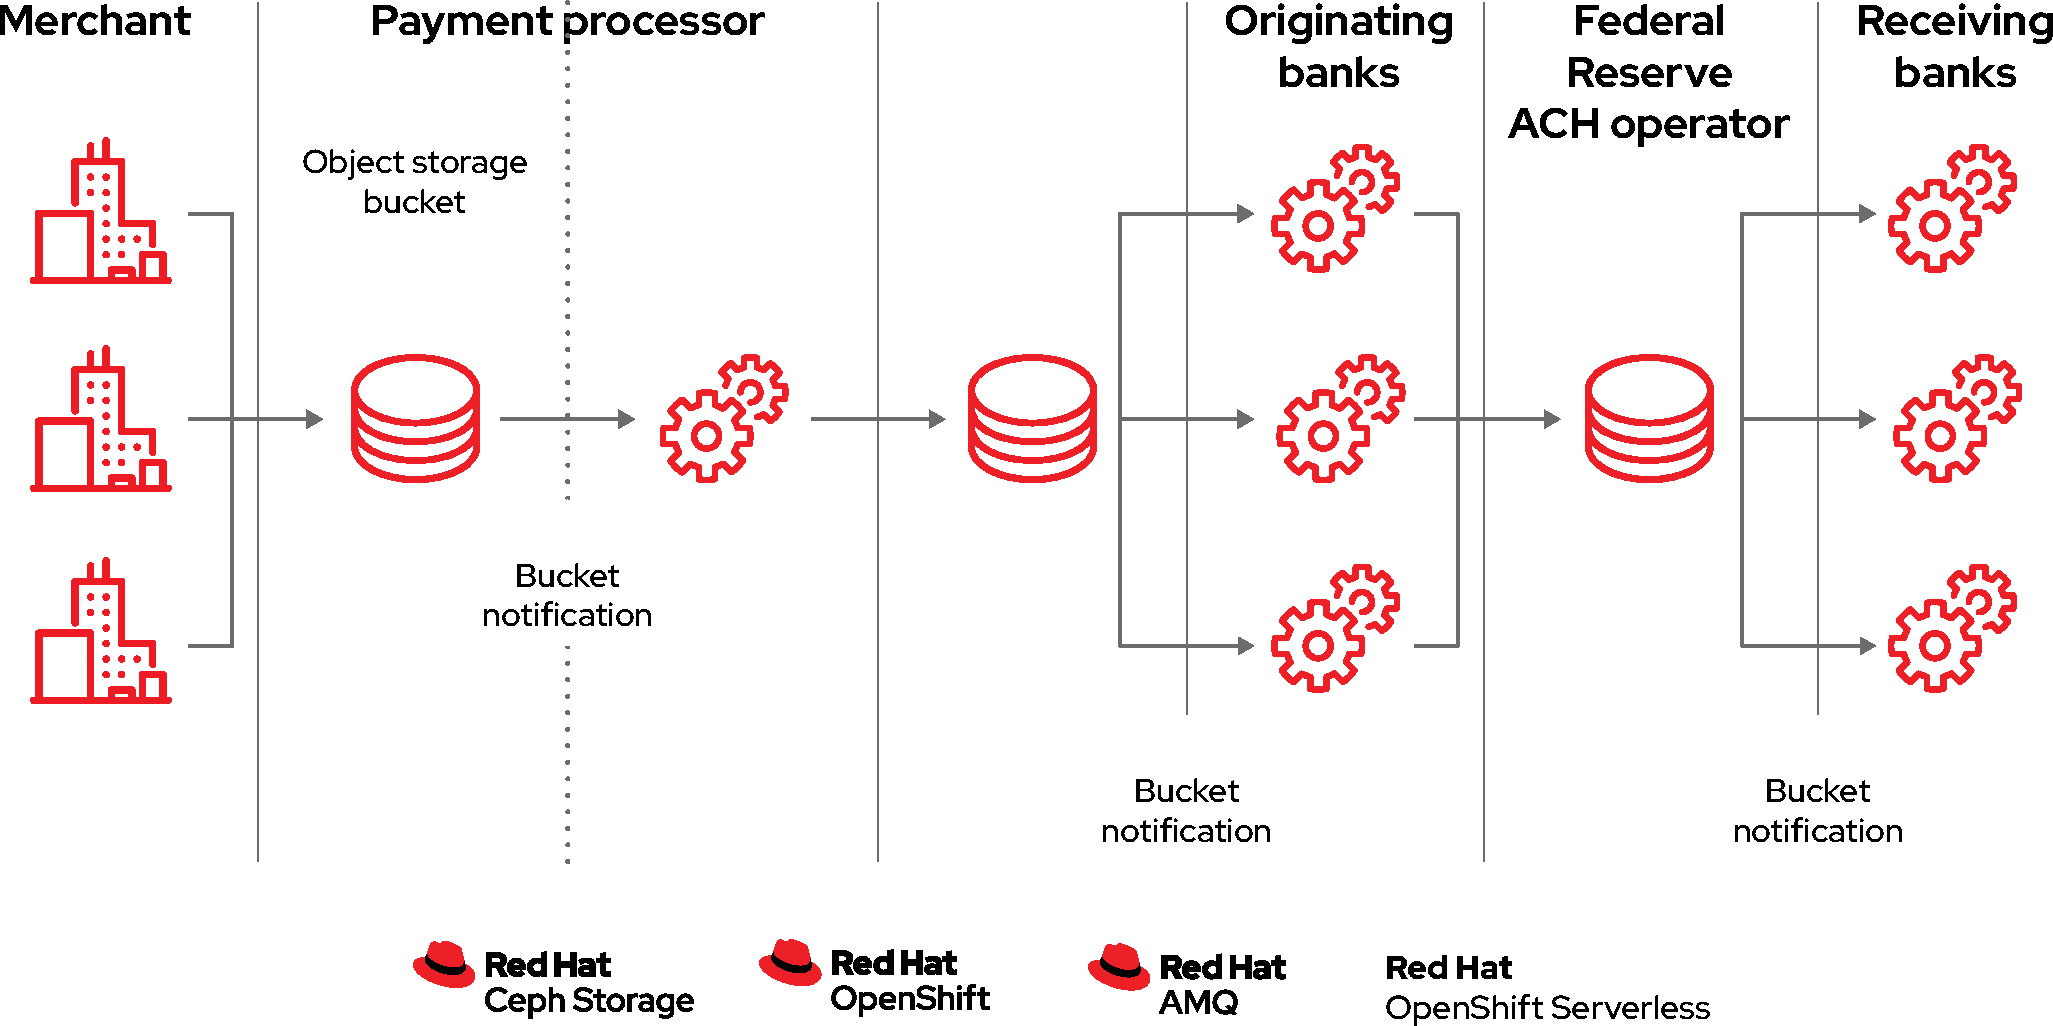 Merchant
Payment processor
Originating
banks
Federal
Reserve
ACH operator
Receiving
banks
Object storage
bucket
Bucket
notification
Bucket
notification
Bucket
notification
Red Hat
Ceph Storage
Red Hat
OpenShift
Red Hat
AMQ
Red Hat
OpenShift Serverless